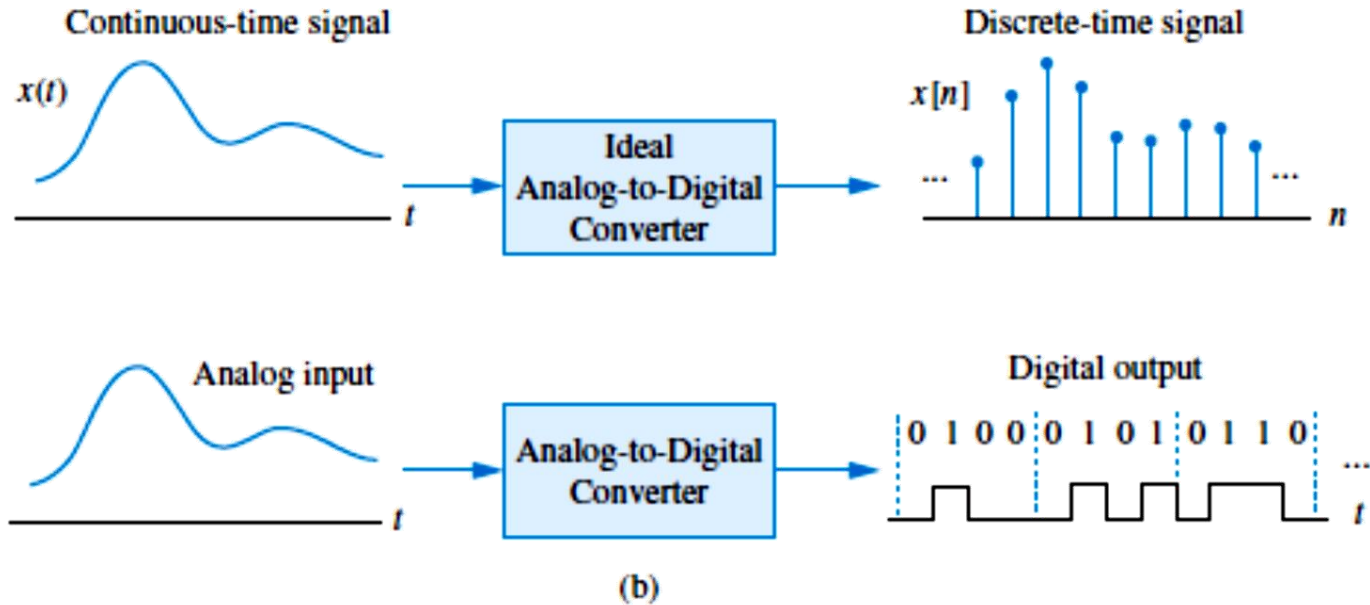 Continuous-time signal
Discrete-time signal
x(t)
x[n]
Ideal
Analog-to-Digital
Converter
...
...
t
n
Analog input
Digital output
Analog-to-Digital
Converter
0 1 0 0 0 1 0 1 0 1 1 0
...
t
t
(b)